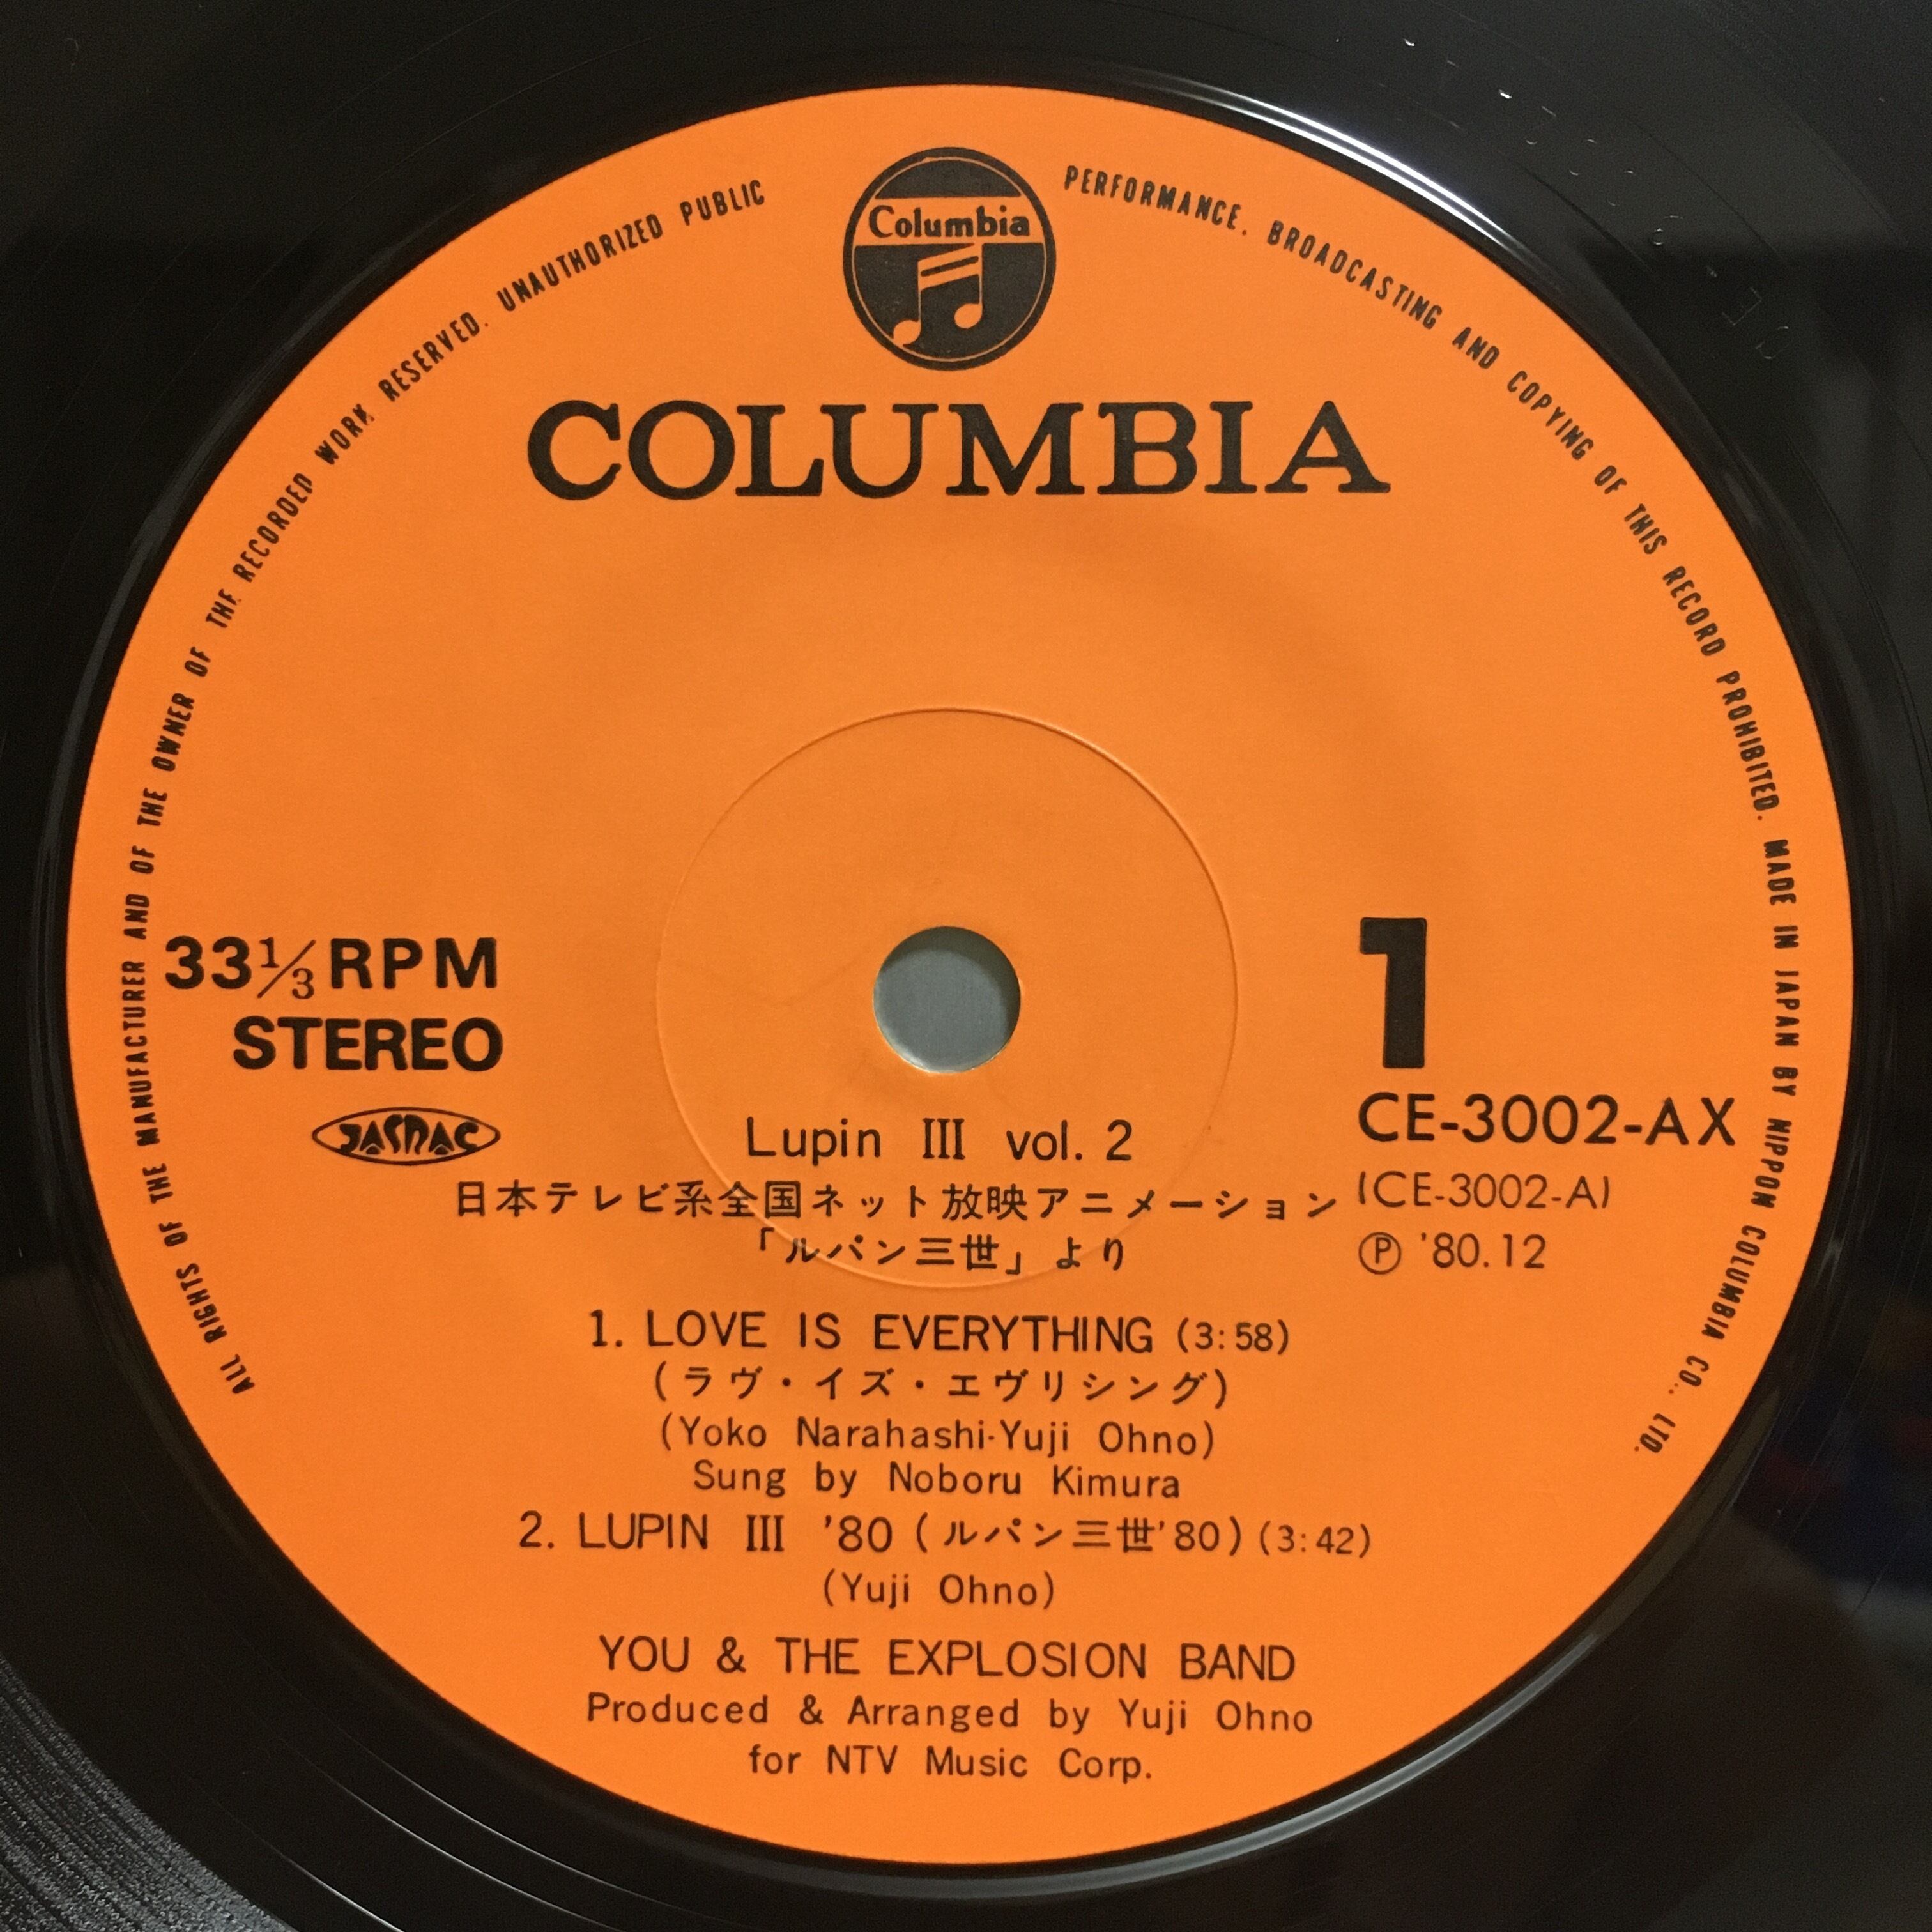 ALL RIGHTS OF THE MANUFACTURER AND OF THE OWNER OF THE RECORDED WORK RESERVED. UNAUTHORIZED PUBLIC PERFORMANCE. BROADCASTING AND COPYING OF THIS RECORD PROHIBITED. MADE IN JAPAN BY NIPPON COLUMBIA CO., LTD.
Columbia
COLUMBIA
33 1/3 RPM
STEREO
JASRAC
1
CE-3002-AX
(CE-3002-A)
Ⓟ '80.12
Lupin III vol. 2
日本テレビ系全国ネット放映アニメーション
「ルパン三世」より
1. LOVE IS EVERYTHING (3:58)
(ラヴ・イズ・エヴリシング)
(Yoko Narahashi-Yuji Ohno)
Sung by Noboru Kimura
2. LUPIN III '80 (ルパン三世'80) (3:42)
(Yuji Ohno)
YOU & THE EXPLOSION BAND
Produced & Arranged by Yuji Ohno
for NTV Music Corp.